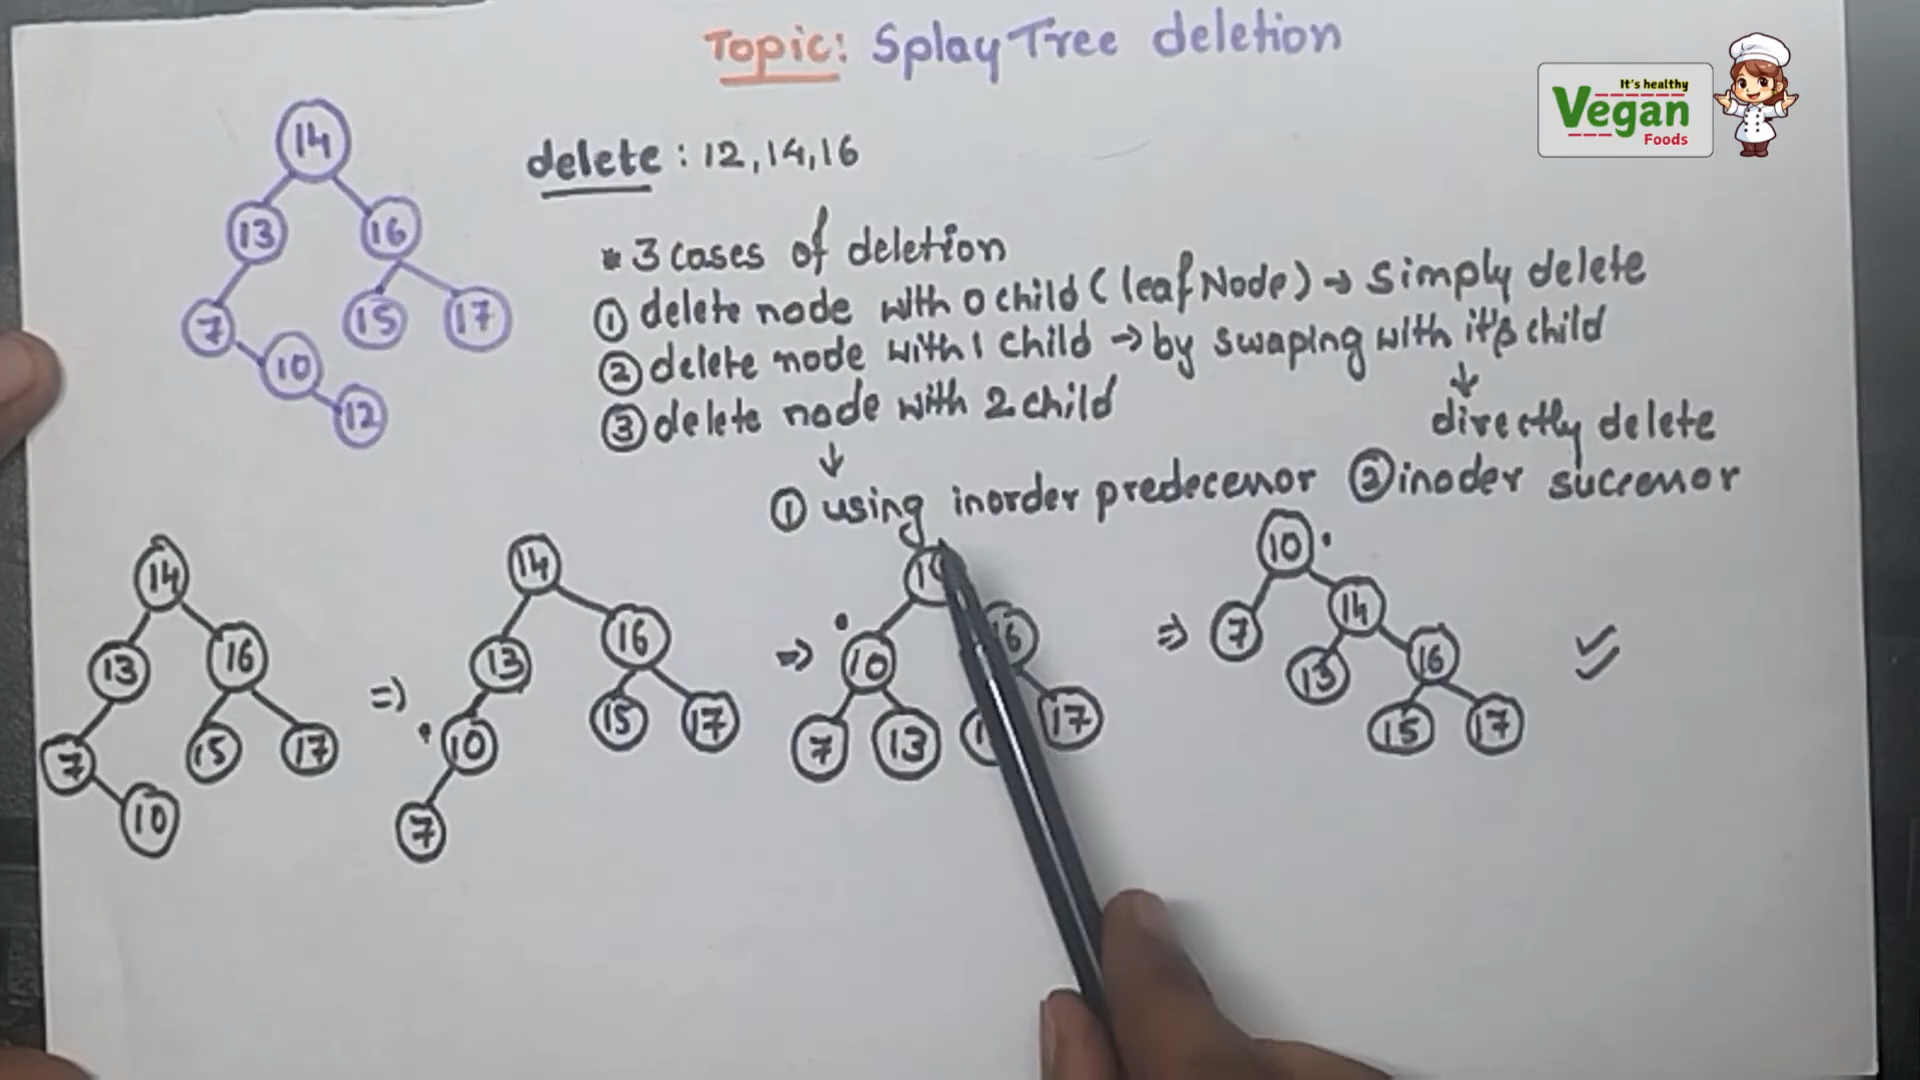 Topic: Splay Tree deletion
It's healthy
Vegan
Foods
delete : 12,14,16
* 3 cases of deletion
① delete node with 0 child (leaf Node) → Simply delete
② delete node with 1 child → by swaping with it's child
↓
directly delete
③ delete node with 2 child
↓
① using inorder predecessor ② inoder successor
14
13 16
7 15 17
10
12
14
13 16
7 15 17
10
⇒
14
13 16
10 15 17
7
⇒
10
7 13 17
⇒
10
7 14
13 16
15 17